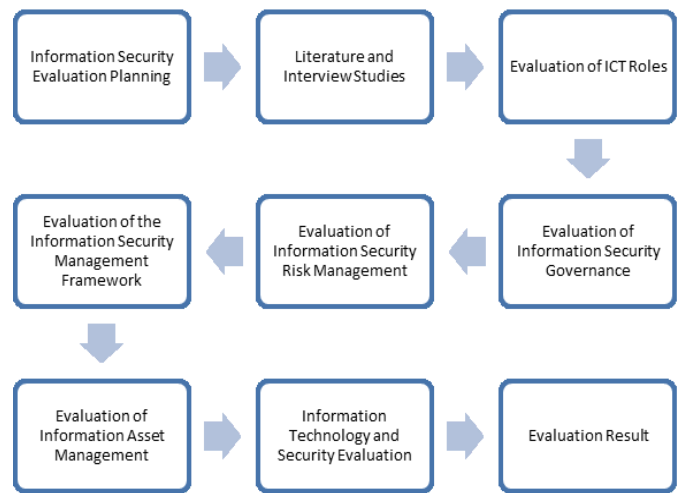 Information Security
Evaluation Planning
Literature and
Interview Studies
Evaluation of ICT Roles
Evaluation of
Information Security
Governance
Evaluation of
Information Security
Risk Management
Evaluation of the
Information Security
Management
Framework
Evaluation of
Information Asset
Management
Information
Technology and
Security Evaluation
Evaluation Result